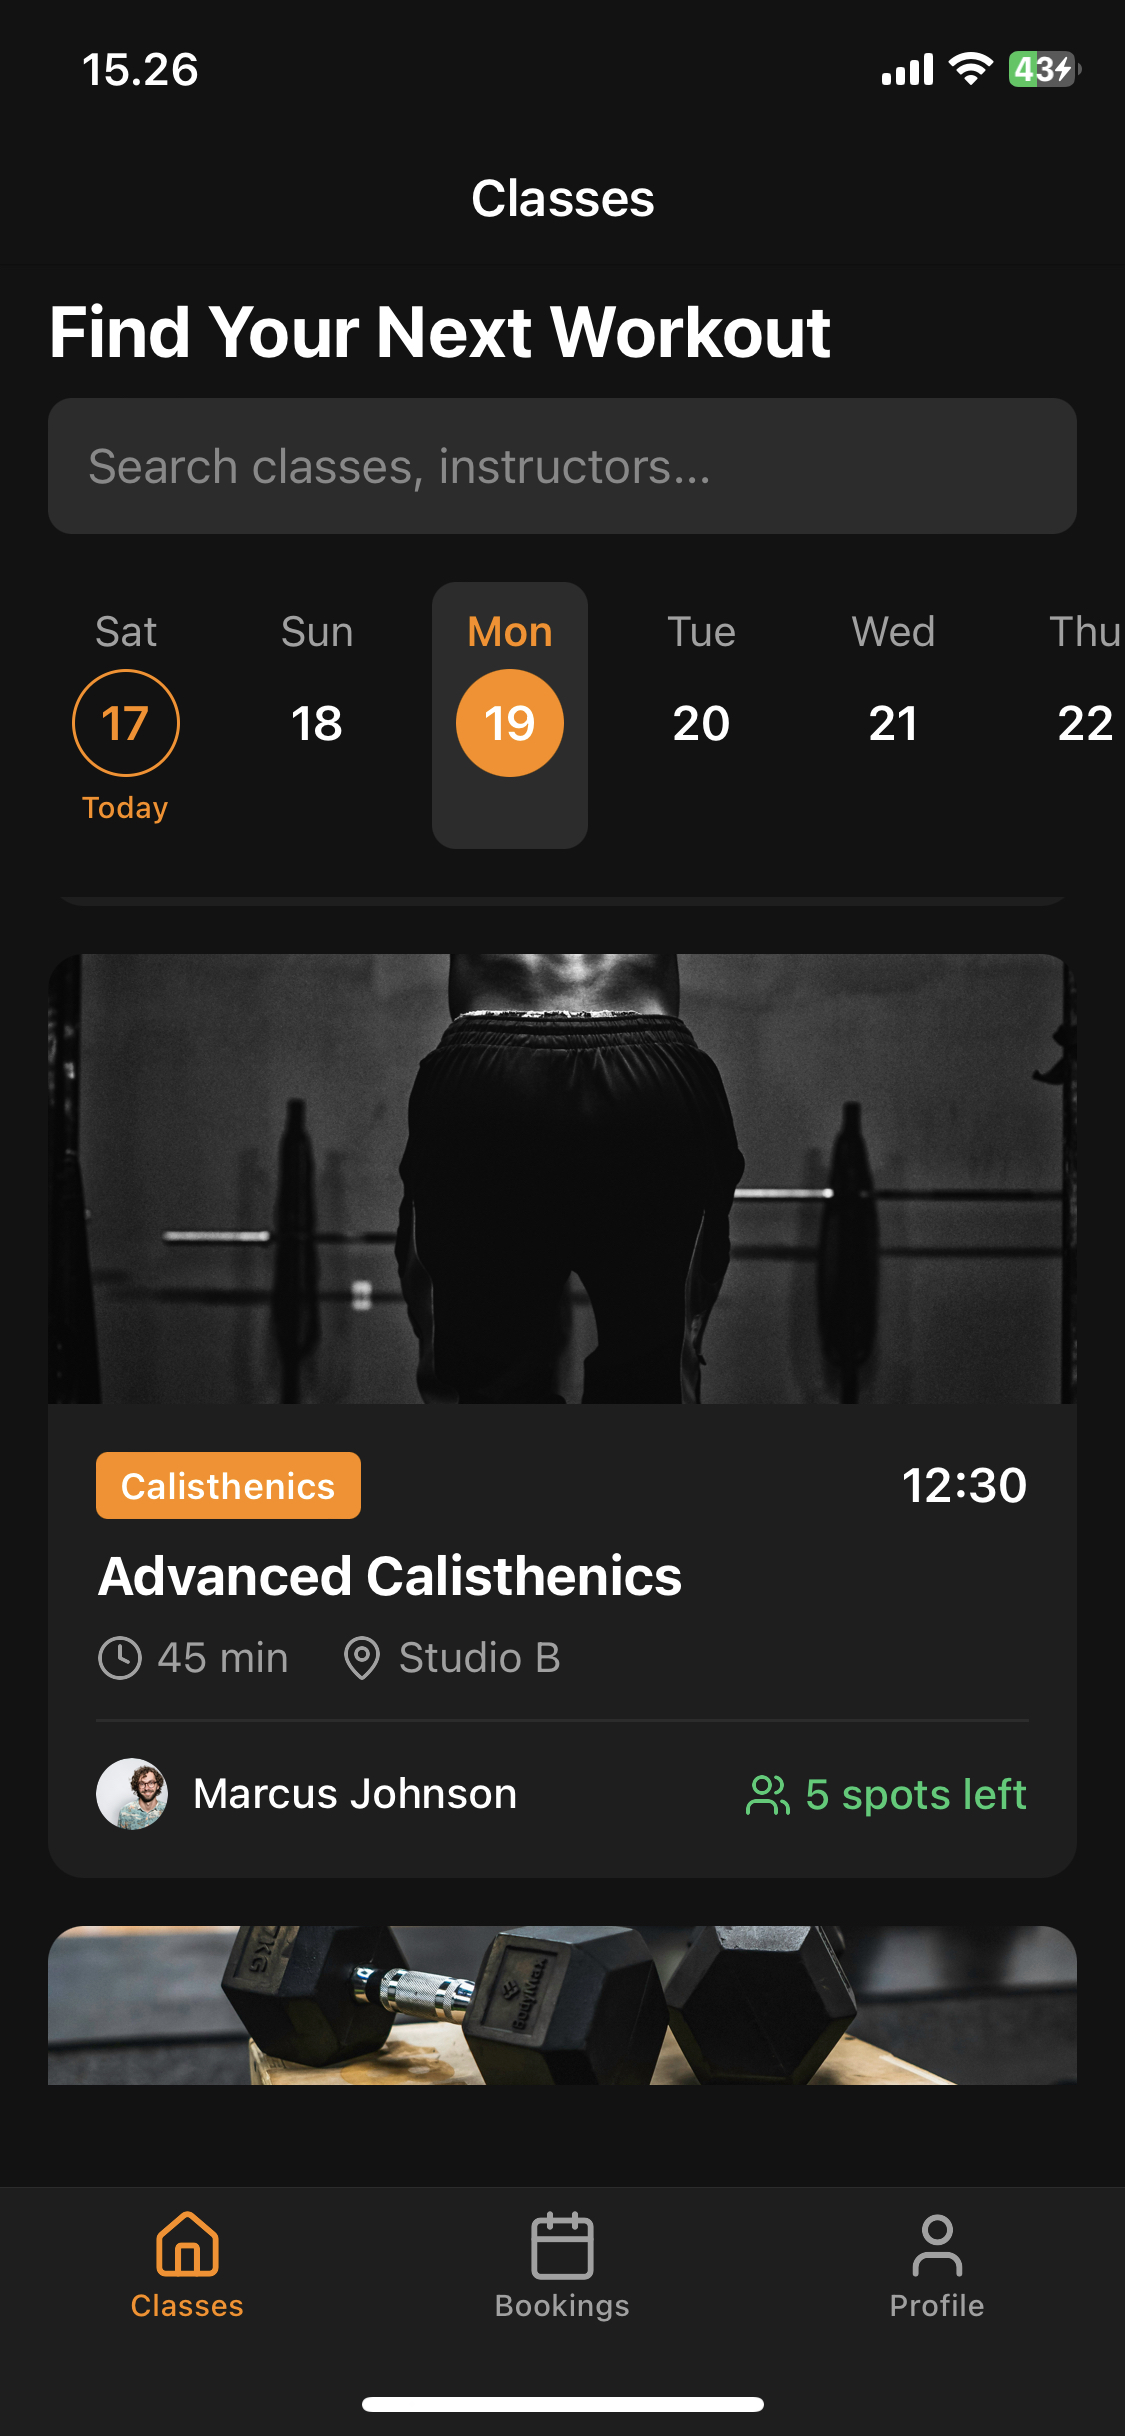 15.26
43
Classes
Find Your Next Workout
Search classes, instructors...
Sat Sun Mon Tue Wed Thu
17 18 19 20 21 22
Today
Calisthenics 12:30
Advanced Calisthenics
45 min Studio B
Marcus Johnson 5 spots left
KG
BodyMax
Classes Bookings Profile